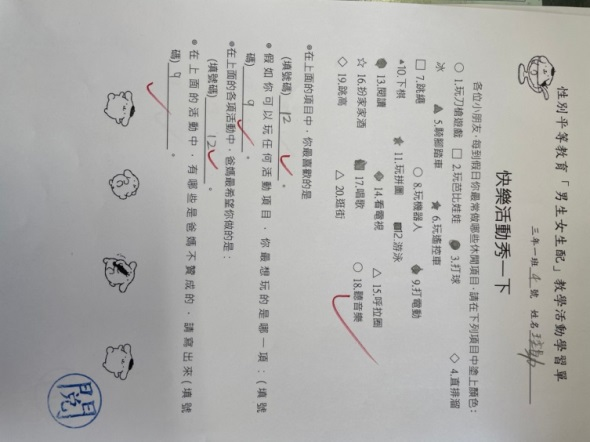 性別平等教育「男生女生配」教學活動學習單
三年一班 4 號 姓名
快樂活動秀一下
各位小朋友，每到假日你最常做哪些休閒項目，請在下列項目中塗上顏色：
○ 1.玩刀槍遊戲 □ 2.玩芭比娃娃 ● 3.打球 ◇ 4.直排溜
冰 ▲ 5.騎腳踏車 ★ 6.玩遙控車
□ 7.跳繩 ○ 8.玩機器人 ◆ 9.打電動
▲10.下棋 ★ 11.玩拼圖 ■12.游泳
● 13.閱讀 ◆ 14.看電視 △ 15.呼拉圈
☆ 16.扮家家酒 ■ 17.唱歌 ○ 18.聽音樂
◇ 19.跳高 △ 20.逛街
●在上面的項目中，你最喜歡的是
(填號碼) 12 。
● 假如你可以玩任何活動項目，你最想玩的是哪一項：(填號
碼) 9 。
●在上面的各項活動中，爸媽最希望你做的是：
(填號碼) 12 。
● 在上面的活動中，有哪些是爸媽不贊成的，請寫出來(填號
碼) 9 。
閱